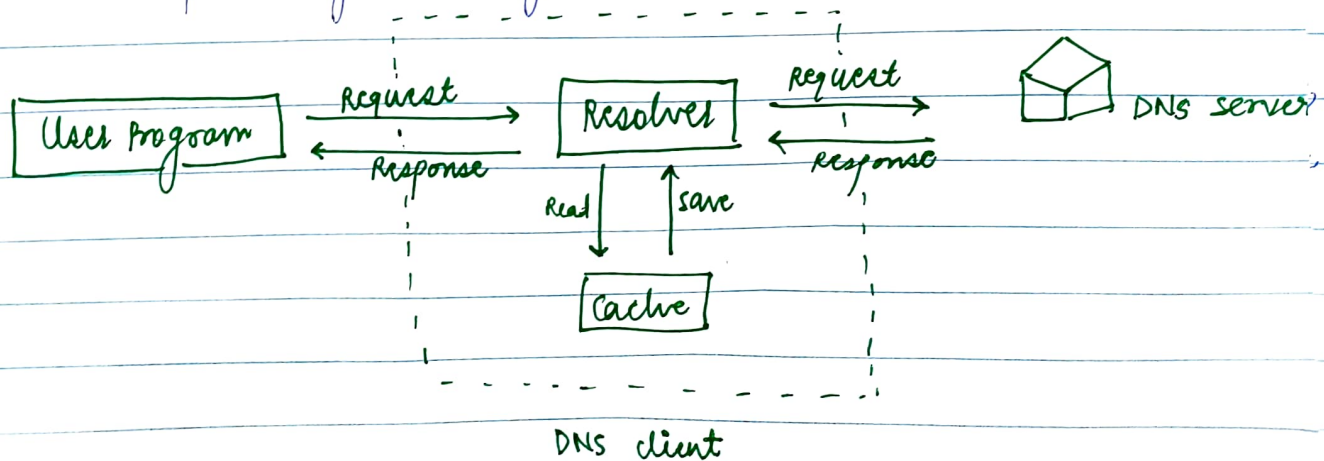 Request
Request
User Program
Resolver
DNS server
Response
Response
Read
Save
Cache
DNS client